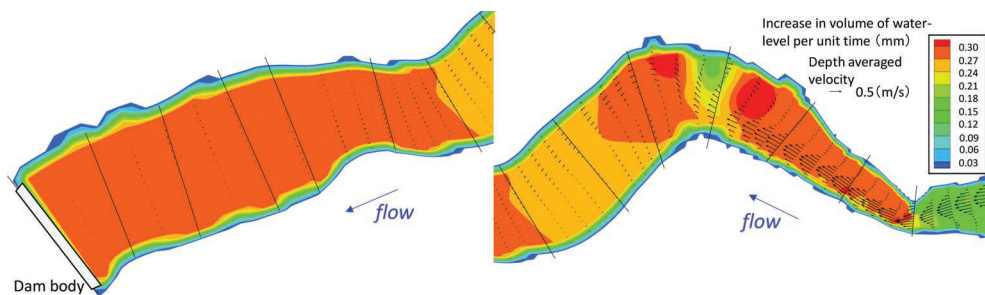 Dam body
flow
flow
Increase in volume of water-
level per unit time (mm)
Depth averaged
velocity
→ 0.5 (m/s)
0.30
0.27
0.24
0.21
0.18
0.15
0.12
0.09
0.06
0.03